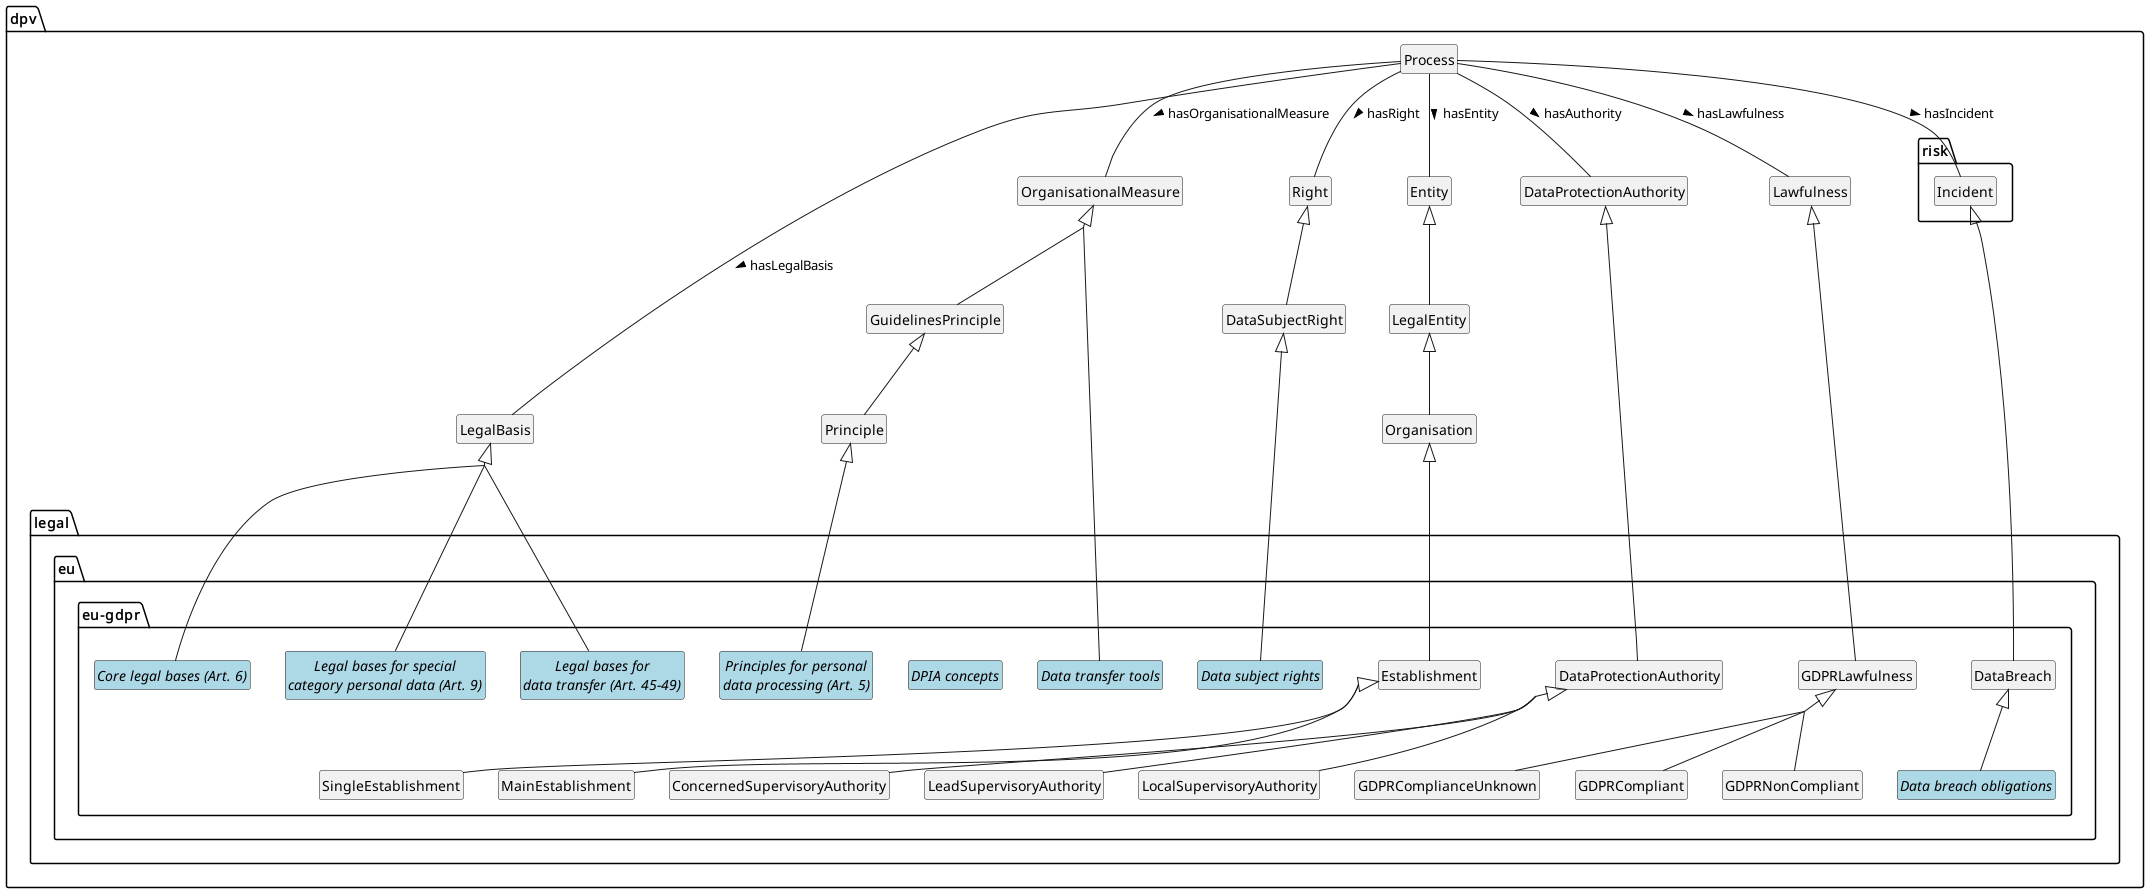 dpv
Process
hasOrganisationalMeasure
hasRight
hasEntity
hasAuthority
hasLawfulness
hasIncident
risk
OrganisationalMeasure
Right
Entity
DataProtectionAuthority
Lawfulness
Incident
hasLegalBasis
GuidelinesPrinciple
DataSubjectRight
LegalEntity
LegalBasis
Principle
Organisation
legal
eu
eu-gdpr
Core legal bases (Art. 6)
Legal bases for special
category personal data (Art. 9)
Legal bases for
data transfer (Art. 45-49)
Principles for personal
data processing (Art. 5)
DPIA concepts
Data transfer tools
Data subject rights
Establishment
DataProtectionAuthority
GDPRLawfulness
DataBreach
SingleEstablishment
MainEstablishment
ConcernedSupervisoryAuthority
LeadSupervisoryAuthority
LocalSupervisoryAuthority
GDPRComplianceUnknown
GDPRCompliant
GDPRNonCompliant
Data breach obligations